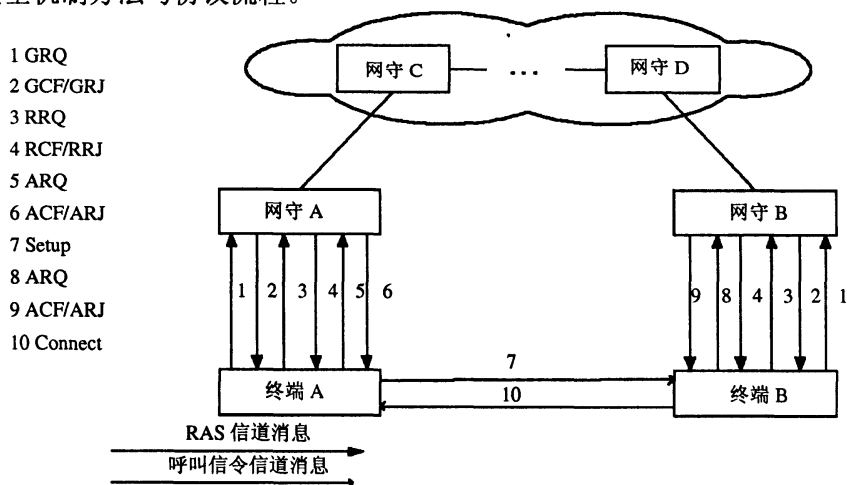 网守 C
...
网守 D
1 GRQ
2 GCF/GRJ
3 RRQ
4 RCF/RRJ
5 ARQ
6 ACF/ARJ
7 Setup
8 ARQ
9 ACF/ARJ
10 Connect
网守 A
网守 B
1 2 3 4 5 6
9 8 4 3 2 1
7
10
终端 A
终端 B
RAS 信道消息
呼叫信令信道消息